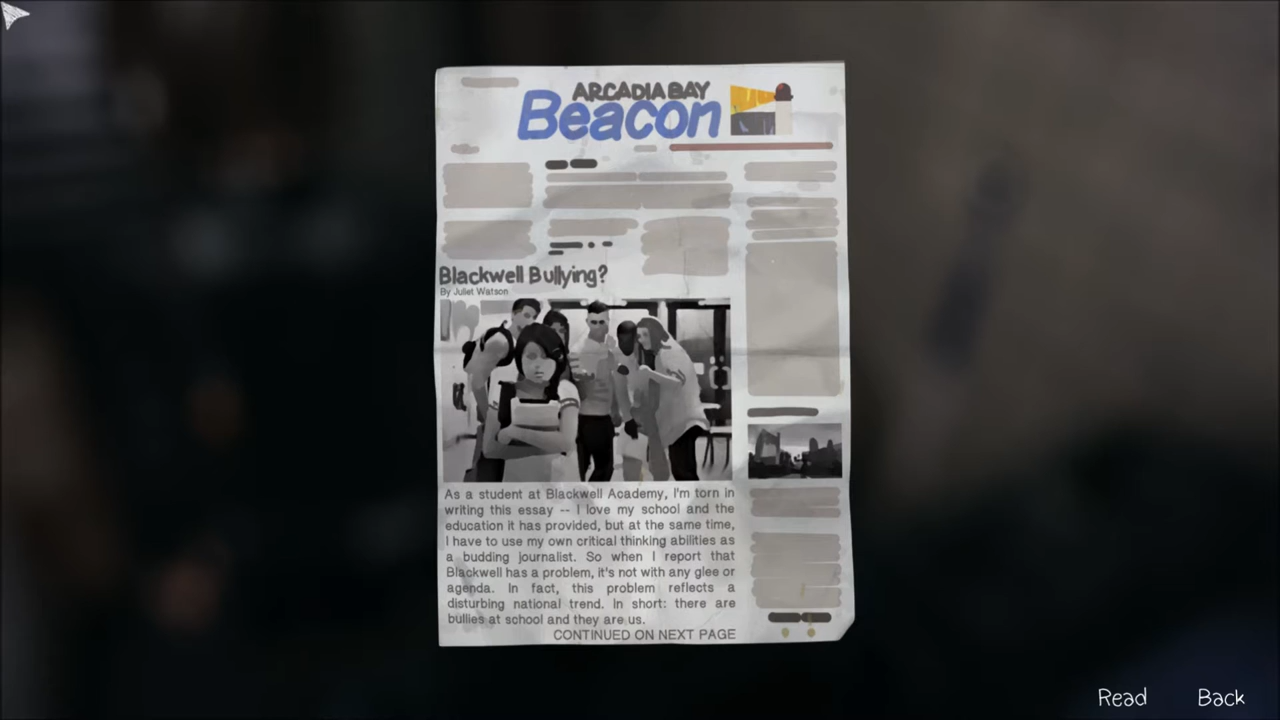 ARCADIA BAY
Beacon
Blackwell Bullying?
By Juliet Watson
As a student at Blackwell Academy, I'm torn in
writing this essay -- I love my school and the
education it has provided, but at the same time,
I have to use my own critical thinking abilities as
a budding journalist. So when I report that
Blackwell has a problem, it's not with any glee or
agenda. In fact, this problem reflects a
disturbing national trend. In short: there are
bullies at school and they are us.
CONTINUED ON NEXT PAGE
Read
Back